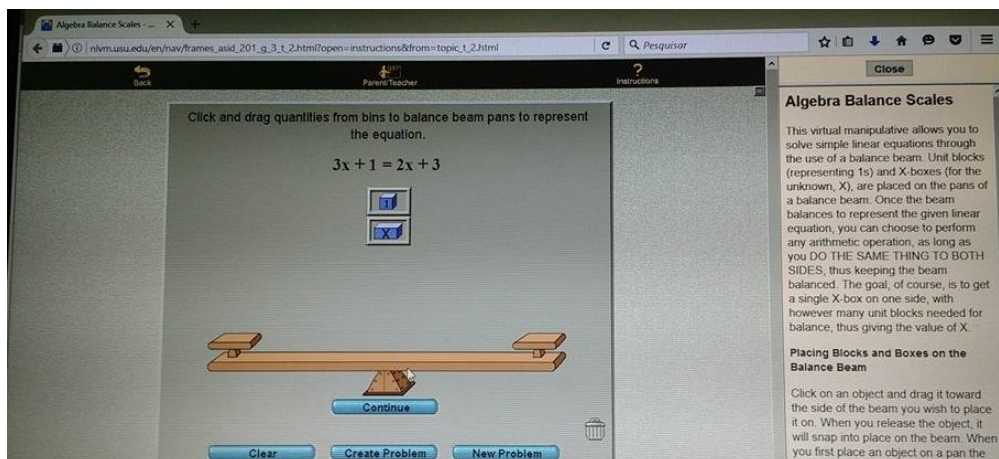 Algebra Balance Scales - ...
nlvm.usu.edu/en/nav/frames_asid_201_g_3_t_2.html?open=instructions&from=topic_t_2.html
Pesquisar
Back
Parent/Teacher
Instructions
Close
Click and drag quantities from bins to balance beam pans to represent
the equation.
3x + 1 = 2x + 3
1
X
Continue
Clear
Create Problem
New Problem
Algebra Balance Scales
This virtual manipulative allows you to
solve simple linear equations through
the use of a balance beam. Unit blocks
(representing 1s) and X-boxes (for the
unknown, X), are placed on the pans of
a balance beam. Once the beam
balances to represent the given linear
equation, you can choose to perform
any arithmetic operation, as long as
you DO THE SAME THING TO BOTH
SIDES, thus keeping the beam
balanced. The goal, of course, is to get
a single X-box on one side, with
however many unit blocks needed for
balance, thus giving the value of X.
Placing Blocks and Boxes on the
Balance Beam
Click on an object and drag it toward
the side of the beam you wish to place
it on. When you release the object, it
will snap into place on the beam. When
you first place an object on a pan the